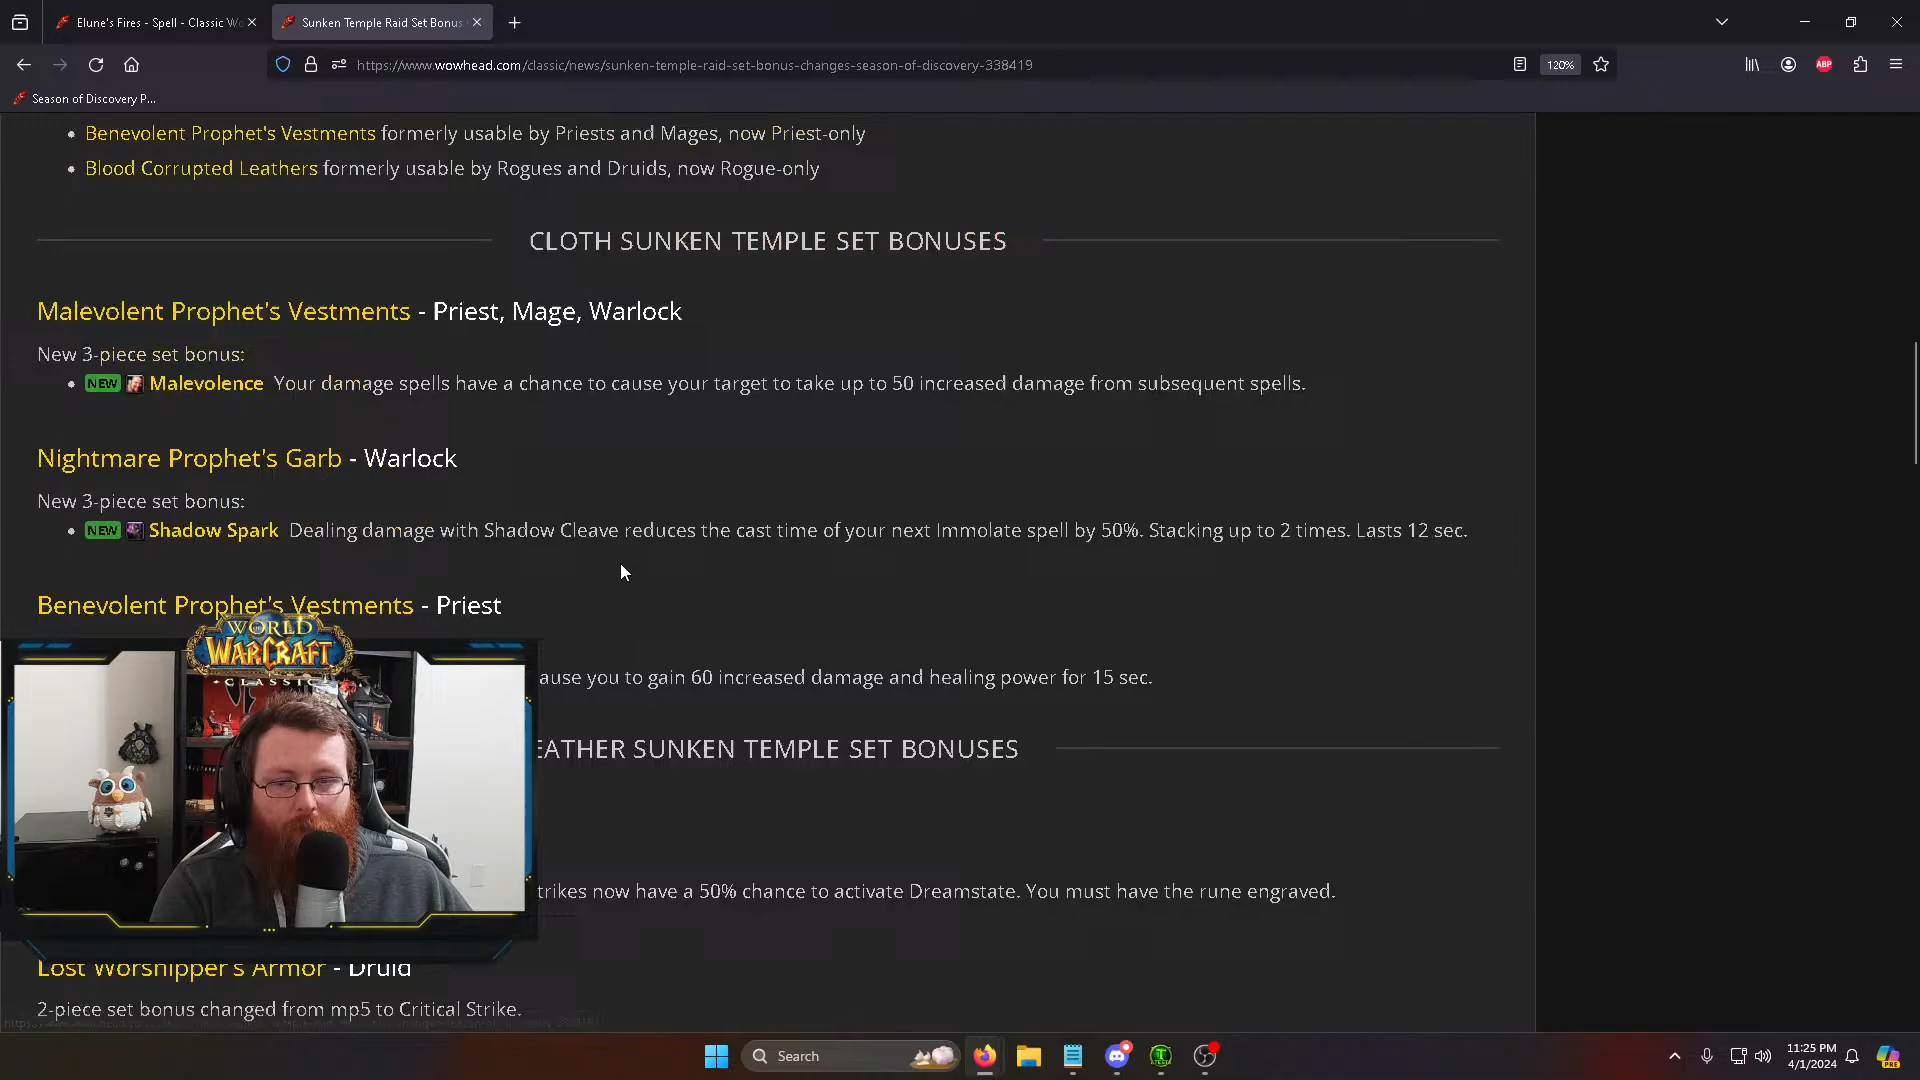 Elune's Fires - Spell - Classic Wo
Sunken Temple Raid Set Bonus
https://www.wowhead.com/classic/news/sunken-temple-raid-set-bonus-changes-season-of-discovery-338419
120%
ABP
Season of Discovery P...
Benevolent Prophet's Vestments formerly usable by Priests and Mages, now Priest-only
Blood Corrupted Leathers formerly usable by Rogues and Druids, now Rogue-only
CLOTH SUNKEN TEMPLE SET BONUSES
Malevolent Prophet's Vestments - Priest, Mage, Warlock
New 3-piece set bonus:
NEW Malevolence Your damage spells have a chance to cause your target to take up to 50 increased damage from subsequent spells.
Nightmare Prophet's Garb - Warlock
New 3-piece set bonus:
NEW Shadow Spark Dealing damage with Shadow Cleave reduces the cast time of your next Immolate spell by 50%. Stacking up to 2 times. Lasts 12 sec.
Benevolent Prophet's Vestments - Priest
WORLD
WARCRAFT
CLASSIC
ause you to gain 60 increased damage and healing power for 15 sec.
EATHER SUNKEN TEMPLE SET BONUSES
trikes now have a 50% chance to activate Dreamstate. You must have the rune engraved.
Lost Worshipper's Armor - Druid
2-piece set bonus changed from mp5 to Critical Strike.
Search
11:25 PM
4/1/2024
PRE